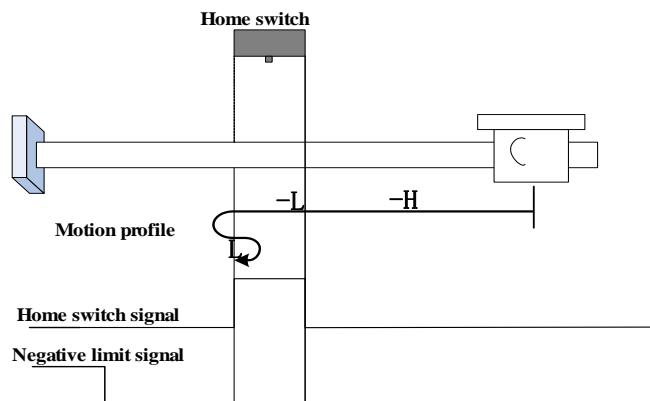 Home switch
-L
-H
Motion profile
L
Home switch signal
Negative limit signal